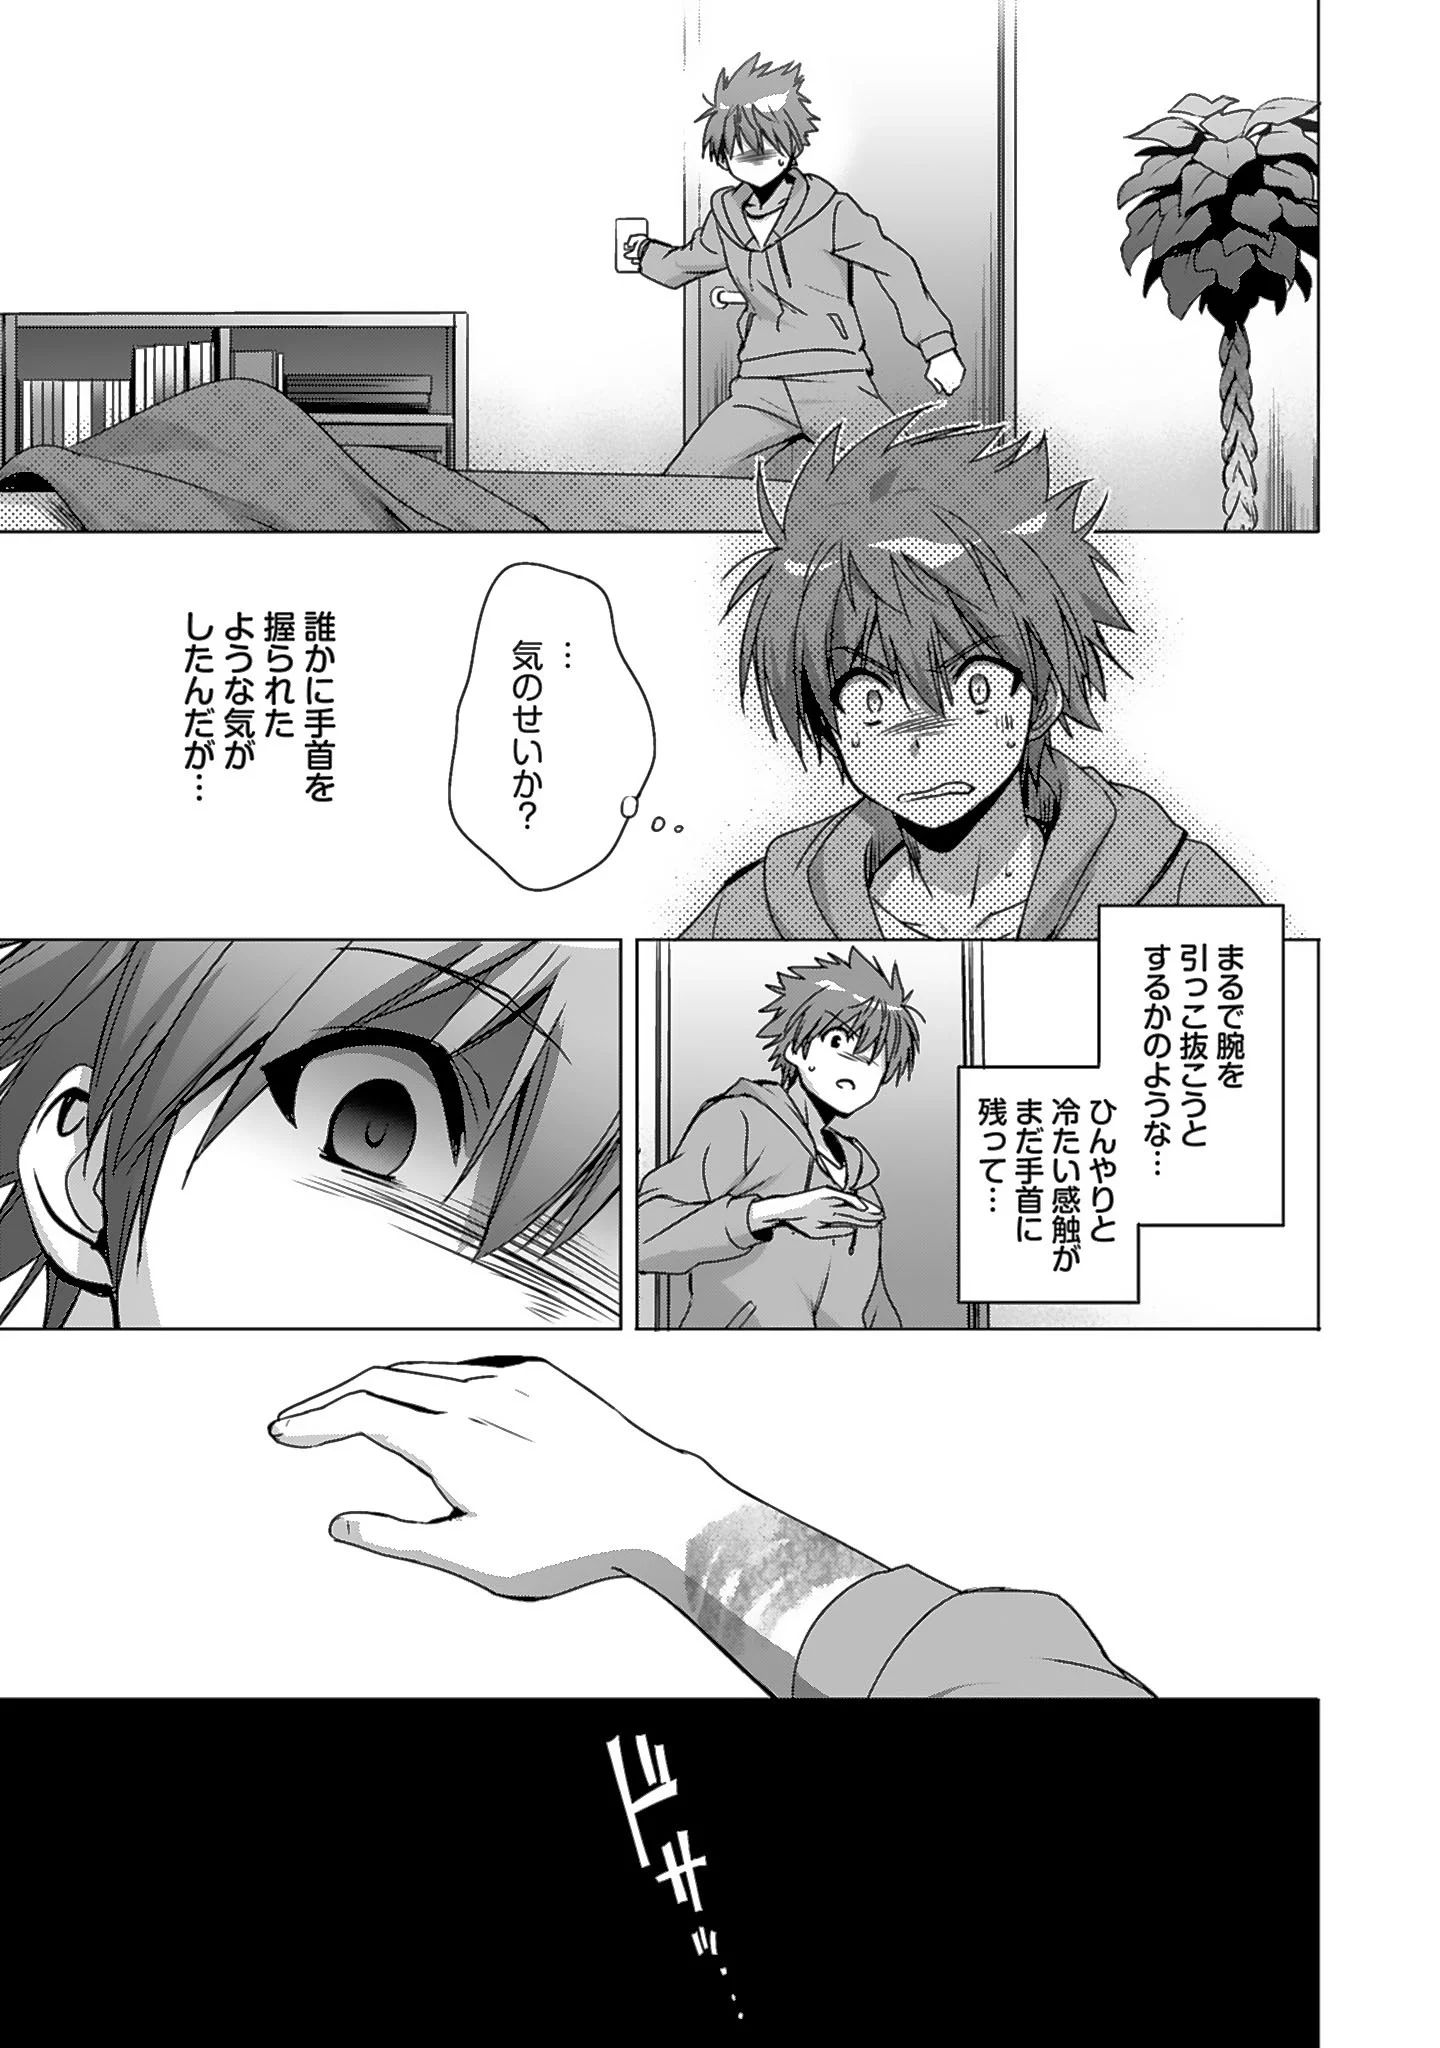 …
気のせいか？
誰かに手首を
握られた
ような気が
したんだが…
まるで腕を
引っこ抜こうと
するかのような…
ひんやりと
冷たい感触が
まだ手首に
残って…
ドサ…